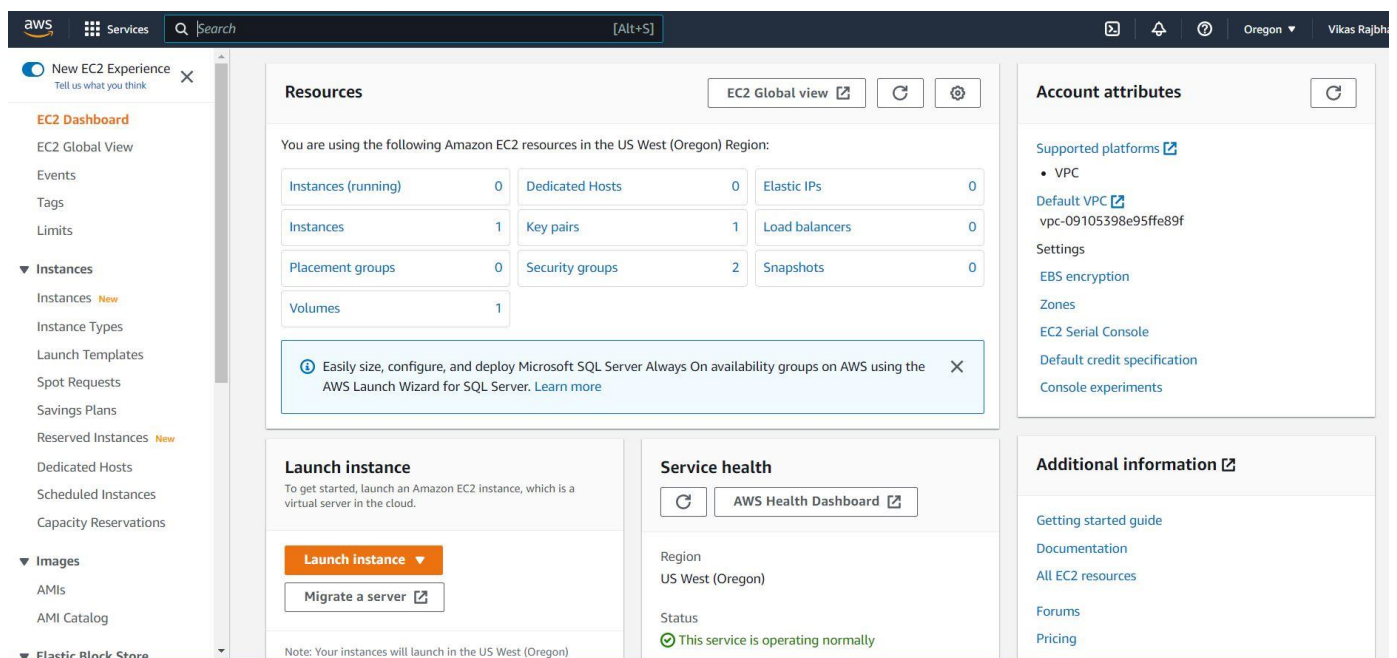 aws
Services
Search
[Alt+S]
Oregon
Vikas Rajbha
New EC2 Experience
Tell us what you think
EC2 Dashboard
EC2 Global View
Events
Tags
Limits
Instances
Instances New
Instance Types
Launch Templates
Spot Requests
Savings Plans
Reserved Instances New
Dedicated Hosts
Scheduled Instances
Capacity Reservations
Images
AMIs
AMI Catalog
Elastic Block Store
Resources
EC2 Global view
You are using the following Amazon EC2 resources in the US West (Oregon) Region:
Instances (running) 0
Dedicated Hosts 0
Elastic IPs 0
Instances 1
Key pairs 1
Load balancers 0
Placement groups 0
Security groups 2
Snapshots 0
Volumes 1
Easily size, configure, and deploy Microsoft SQL Server Always On availability groups on AWS using the
AWS Launch Wizard for SQL Server. Learn more
Launch instance
To get started, launch an Amazon EC2 instance, which is a
virtual server in the cloud.
Launch instance
Migrate a server
Note: Your instances will launch in the US West (Oregon)
Service health
AWS Health Dashboard
Region
US West (Oregon)
Status
This service is operating normally
Account attributes
Supported platforms
• VPC
Default VPC
vpc-09105398e95ffe89f
Settings
EBS encryption
Zones
EC2 Serial Console
Default credit specification
Console experiments
Additional information
Getting started guide
Documentation
All EC2 resources
Forums
Pricing